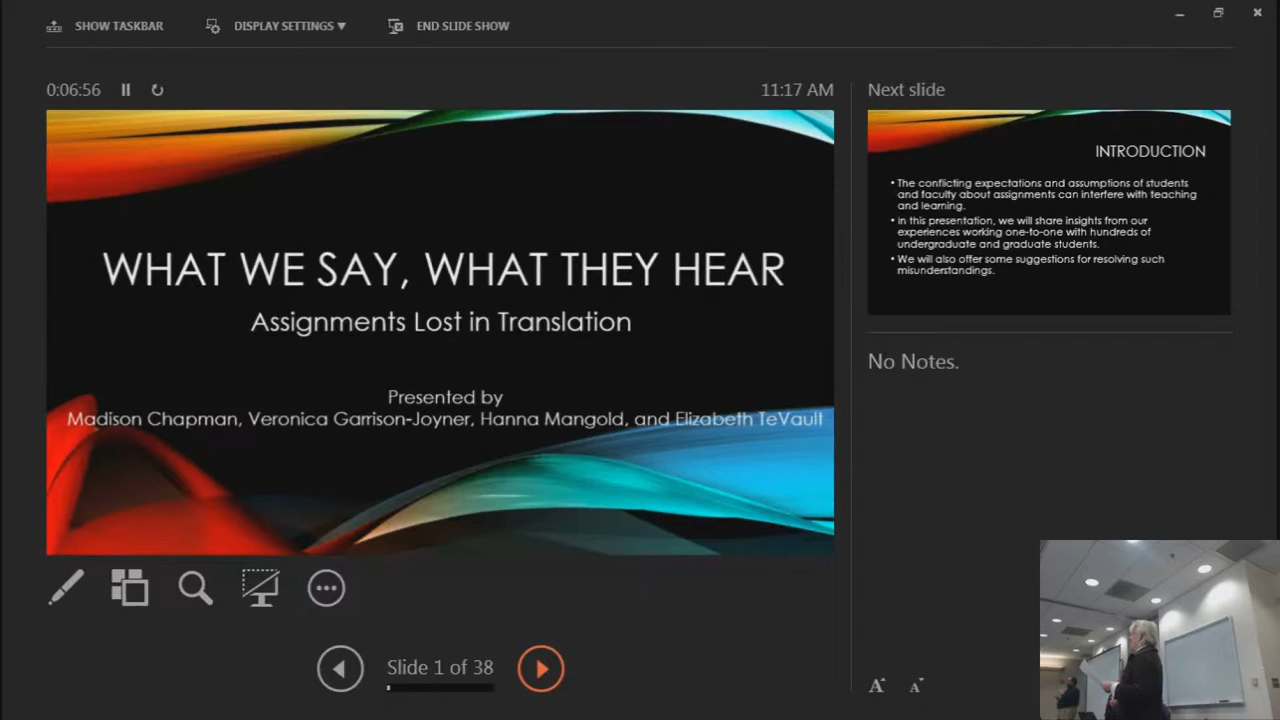 SHOW TASKBAR
DISPLAY SETTINGS ▼
END SLIDE SHOW
0:06:56
11:17 AM
WHAT WE SAY, WHAT THEY HEAR
Assignments Lost in Translation
Presented by
Madison Chapman, Veronica Garrison-Joyner, Hanna Mangold, and Elizabeth TeVault
Slide 1 of 38
Next slide
INTRODUCTION
• The conflicting expectations and assumptions of students
and faculty about assignments can interfere with teaching
and learning.
• In this presentation, we will share insights from our
experiences working one-to-one with hundreds of
undergraduate and graduate students.
• We will also offer some suggestions for resolving such
misunderstandings.
No Notes.
A A